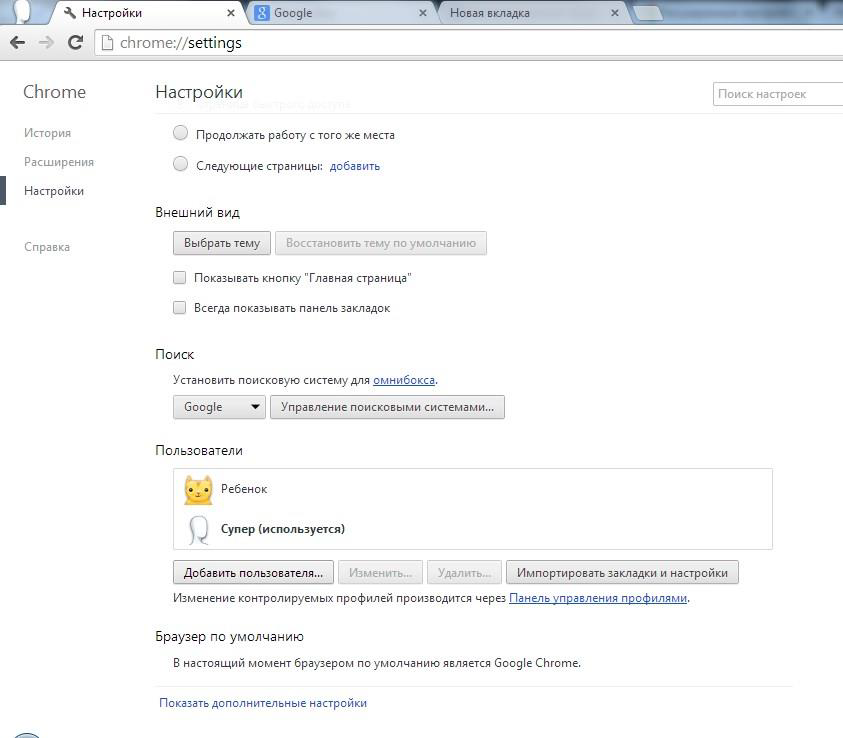 Настройки
Google
Новая вкладка
chrome://settings
Chrome
Настройки
Поиск настроек
История
Расширения
Настройки
Справка
Продолжать работу с того же места
Следующие страницы: добавить
Внешний вид
Выбрать тему
Восстановить тему по умолчанию
Показывать кнопку "Главная страница"
Всегда показывать панель закладок
Поиск
Установить поисковую систему для омнибокса.
Google
Управление поисковыми системами...
Пользователи
Ребенок
Супер (используется)
Добавить пользователя...
Изменить...
Удалить...
Импортировать закладки и настройки
Изменение контролируемых профилей производится через Панель управления профилями.
Браузер по умолчанию
В настоящий момент браузером по умолчанию является Google Chrome.
Показать дополнительные настройки